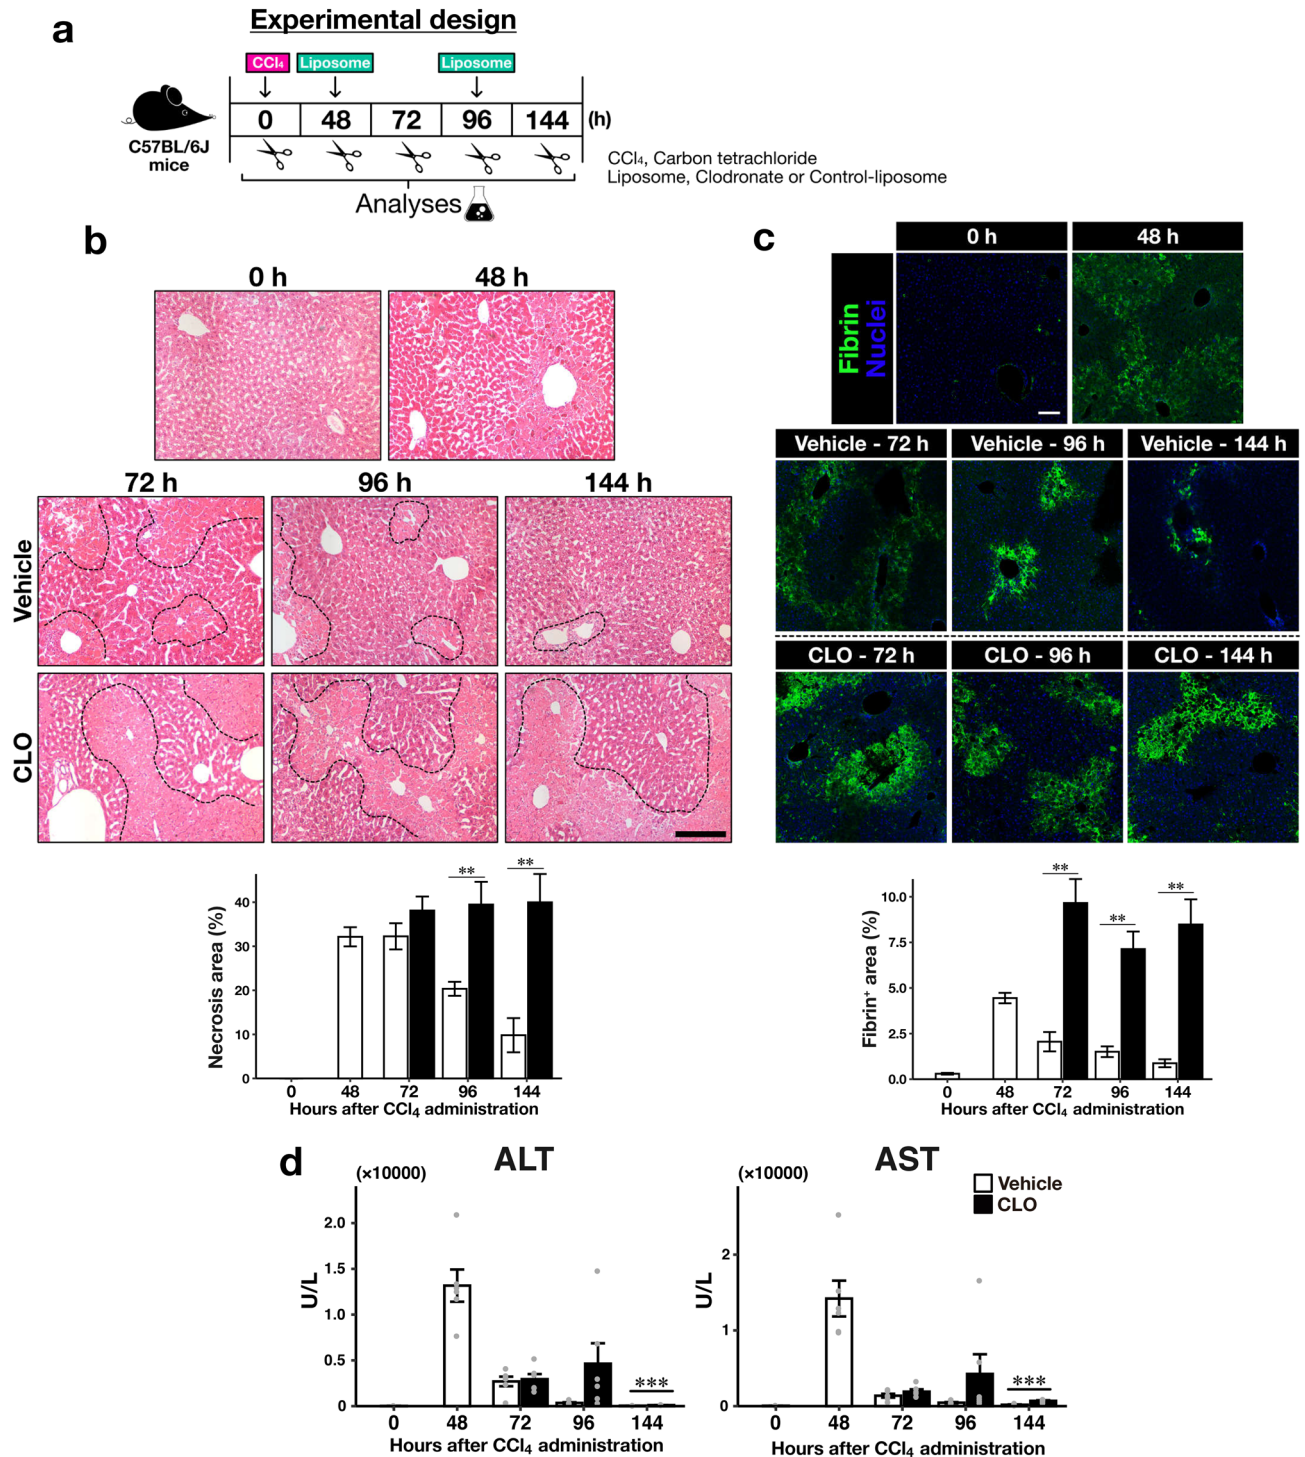 a
Experimental design
CCl₄ Liposome Liposome
0 48 72 96 144 (h)
C57BL/6J
mice
CCl₄, Carbon tetrachloride
Liposome, Clodronate or Control-liposome
Analyses
b
0 h 48 h
72 h 96 h 144 h
Vehicle
CLO
Necrosis area (%)
40
30
20
10
0
** **
0 48 72 96 144
Hours after CCl₄ administration
c
0 h 48 h
Fibrin
Nuclei
Vehicle - 72 h Vehicle - 96 h Vehicle - 144 h
CLO - 72 h CLO - 96 h CLO - 144 h
Fibrin⁺ area (%)
10.0
7.5
5.0
2.5
0.0
** ** **
0 48 72 96 144
Hours after CCl₄ administration
d
ALT
(×10000)
U/L
2.0
1.5
1.0
0.5
0
***
0 48 72 96 144
Hours after CCl₄ administration
AST
(×10000)
U/L
2
1
0
***
0 48 72 96 144
Hours after CCl₄ administration
Vehicle
CLO